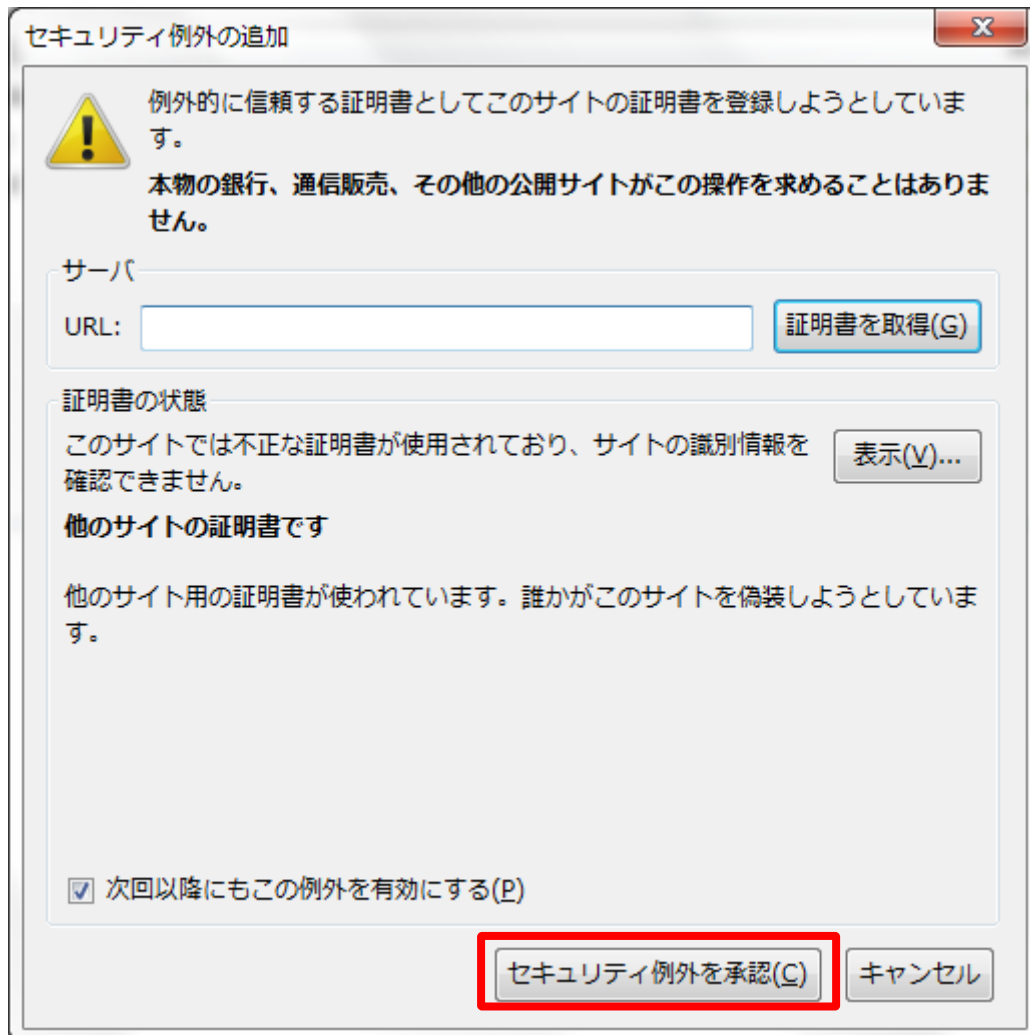 セキュリティ例外の追加
例外的に信頼する証明書としてこのサイトの証明書を登録しようとしていま
す。
本物の銀行、通信販売、その他の公開サイトがこの操作を求めることはありま
せん。
サーバ
URL:
証明書を取得(G)
証明書の状態
このサイトでは不正な証明書が使用されており、サイトの識別情報を
確認できません。
表示(V)...
他のサイトの証明書です
他のサイト用の証明書が使われています。誰かがこのサイトを偽装しようとしていま
す。
次回以降にもこの例外を有効にする(P)
セキュリティ例外を承認(C)
キャンセル